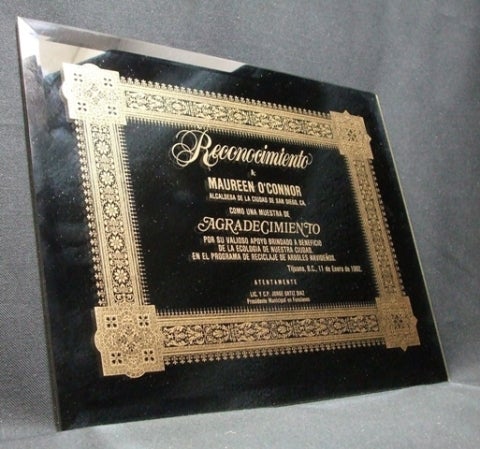 Reconocimiento
A:
MAUREEN O'CONNOR
ALCALDESA DE LA CIUDAD DE SAN DIEGO, CA.
COMO UNA MUESTRA DE
AGRADECIMIENTO
POR SU VALIOSO APOYO BRINDADO A BENEFICIO
DE LA ECOLOGIA DE NUESTRA CIUDAD,
EN EL PROGRAMA DE RECICLAJE DE ARBOLES NAVIDEÑOS.
Tijuana, B.C., 11 de Enero de 1992.
ATENTAMENTE
LIC. Y C.P. JORGE ORTIZ DIAZ
Presidente Municipal en Funciones